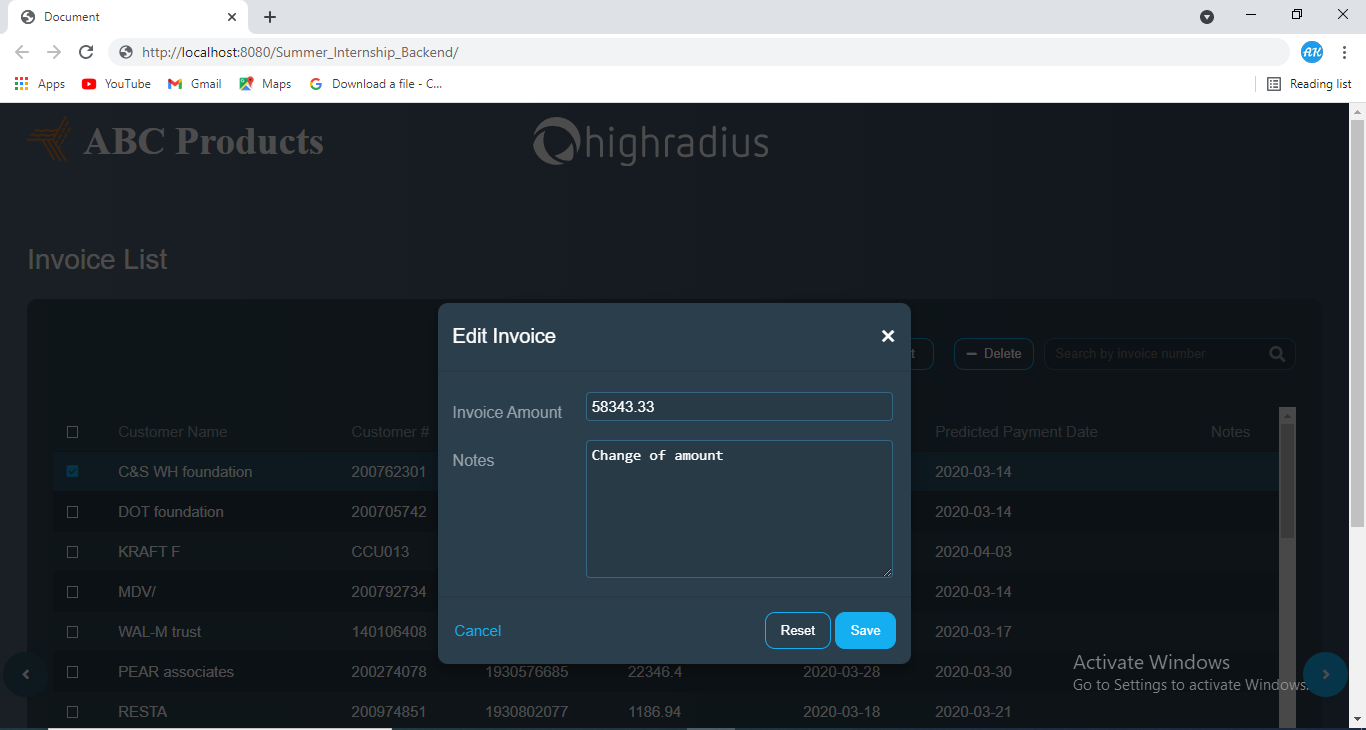 Document
http://localhost:8080/Summer_Internship_Backend/
AK
Apps YouTube Gmail Maps Download a file - C... Reading list
ABC Products highradius
Invoice List
Edit Invoice
Delete Search by invoice number
Invoice Amount 58343.33
Customer Name Customer # Predicted Payment Date Notes
Notes Change of amount
C&S WH foundation 200762301 2020-03-14
DOT foundation 200705742 2020-03-14
KRAFT F CCU013 2020-04-03
MDV/ 200792734 2020-03-14
WAL-M trust 140106408 2020-03-17
Cancel Reset Save
PEAR associates 200274078 1930576685 22346.4 2020-03-28 2020-03-30
Activate Windows
Go to Settings to activate Windows.
RESTA 200974851 1930802077 1186.94 2020-03-18 2020-03-21